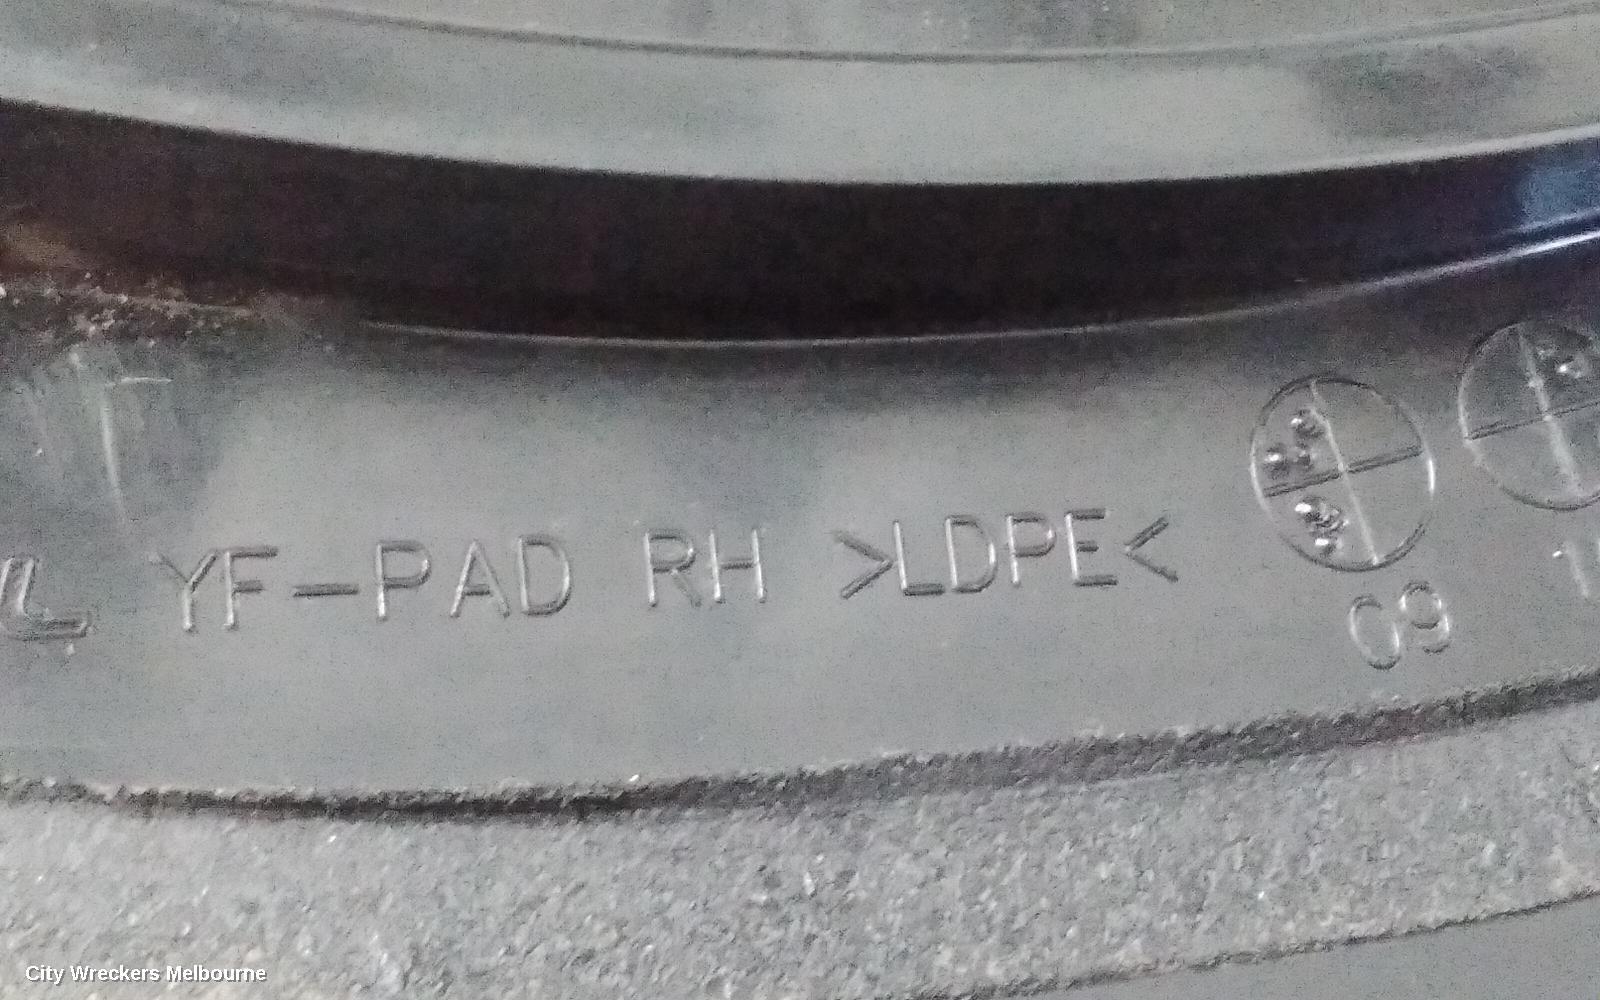 YF-PAD RH >LDPE<
09
City Wreckers Melbourne